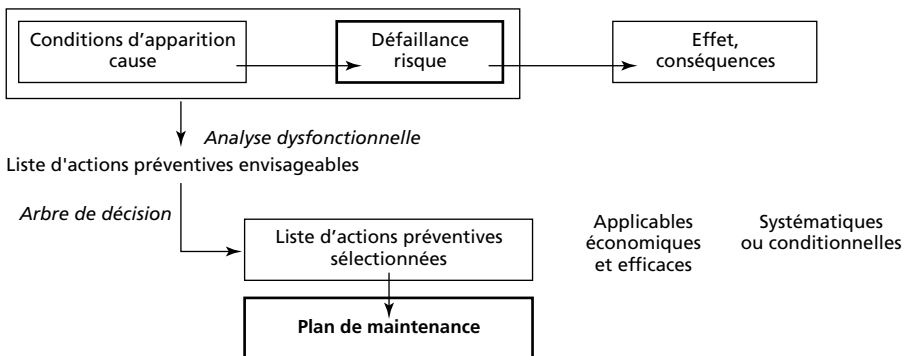 Conditions d’apparition
cause
Défaillance
risque
Effet,
conséquences
Analyse dysfonctionnelle
Liste d'actions préventives envisageables
Arbre de décision
Liste d’actions préventives
sélectionnées
Applicables
économiques
et efficaces
Systématiques
ou conditionnelles
Plan de maintenance